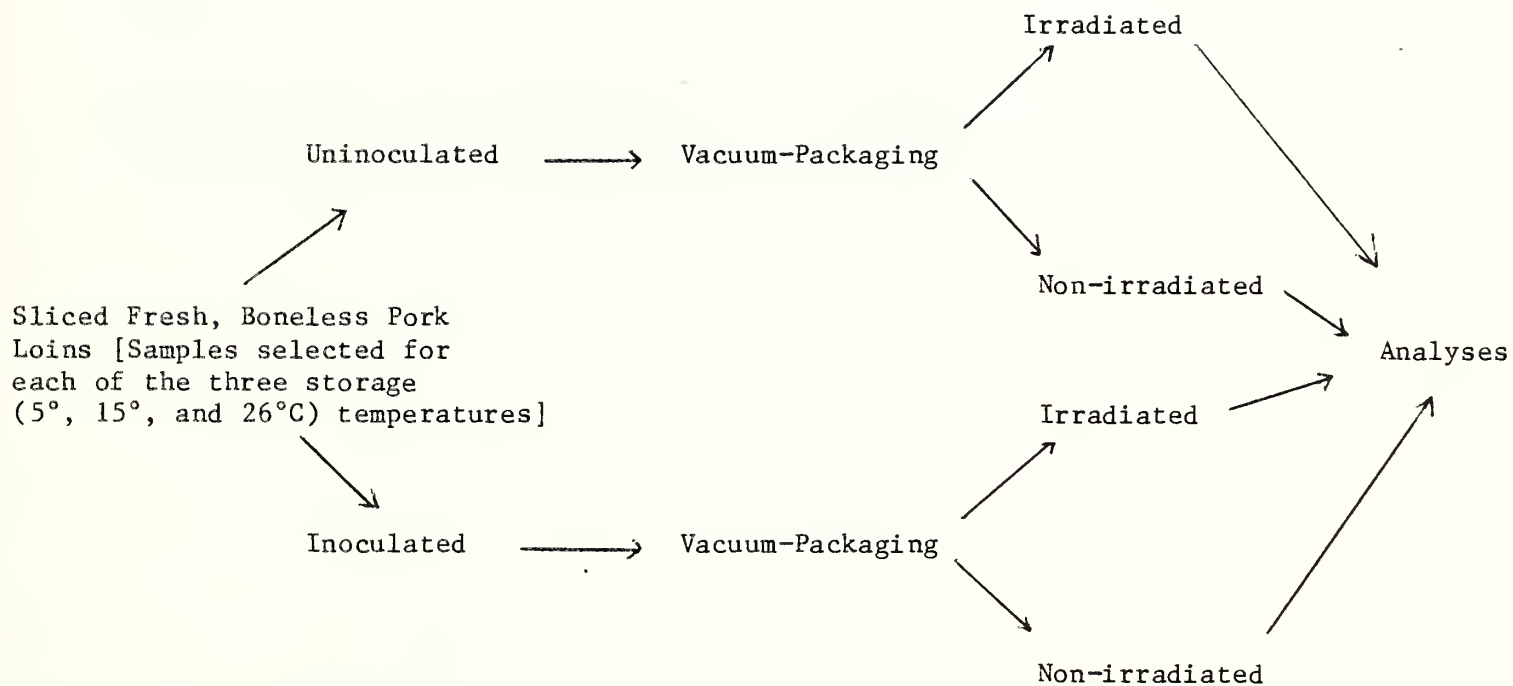 Irradiated
Uninoculated
Vacuum-Packaging
Non-irradiated
Sliced Fresh, Boneless Pork
Loins [Samples selected for
each of the three storage
(5°, 15°, and 26°C) temperatures]
Analyses
Irradiated
Inoculated
Vacuum-Packaging
Non-irradiated